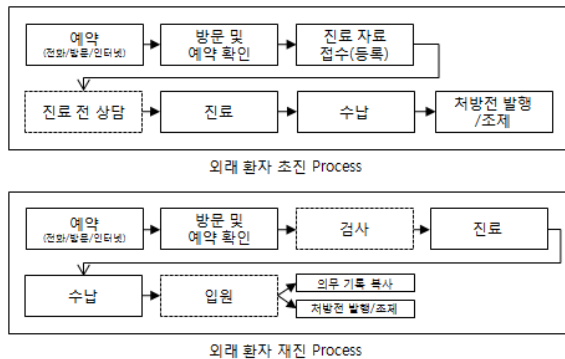 예약
(전화/방문/인터넷)
방문 및
예약 확인
진료 자료
접수(등록)
진료 전 상담
진료
수납
처방전 발행
/조제
외래 환자 초진 Process
예약
(전화/방문/인터넷)
방문 및
예약 확인
검사
진료
수납
입원
의무 기록 복사
처방전 발행/조제
외래 환자 재진 Process